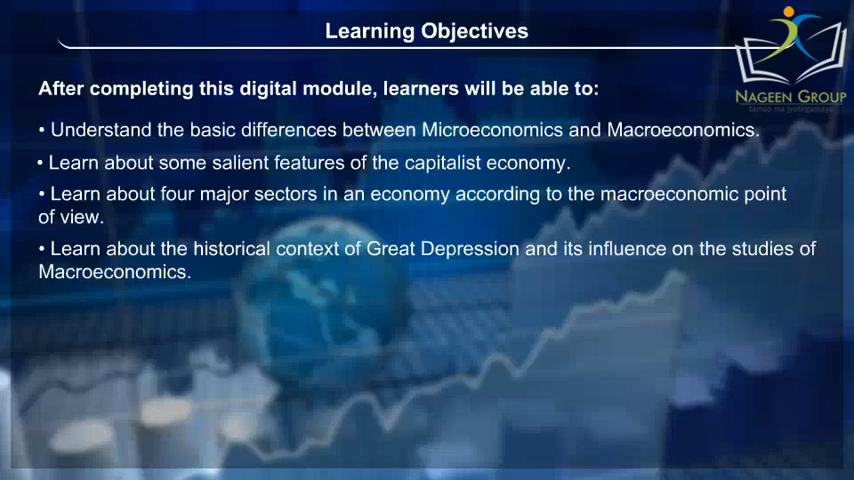 Learning Objectives
NAGEEN GROUP
tamso ma jyotirgamaya
After completing this digital module, learners will be able to:
• Understand the basic differences between Microeconomics and Macroeconomics.
• Learn about some salient features of the capitalist economy.
• Learn about four major sectors in an economy according to the macroeconomic point
of view.
• Learn about the historical context of Great Depression and its influence on the studies of
Macroeconomics.